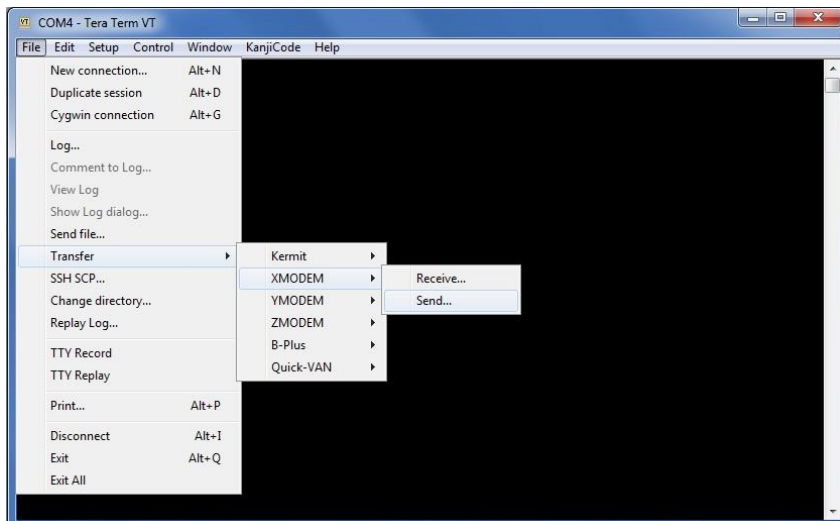 COM4 - Tera Term VT
File Edit Setup Control Window KanjiCode Help
New connection... Alt+N
Duplicate session Alt+D
Cygwin connection Alt+G
Log...
Comment to Log...
View Log
Show Log dialog...
Send file...
Transfer
SSH SCP...
Change directory...
Replay Log...
TTY Record
TTY Replay
Print... Alt+P
Disconnect Alt+I
Exit Alt+Q
Exit All
Kermit
XMODEM
YMODEM
ZMODEM
B-Plus
Quick-VAN
Receive...
Send...